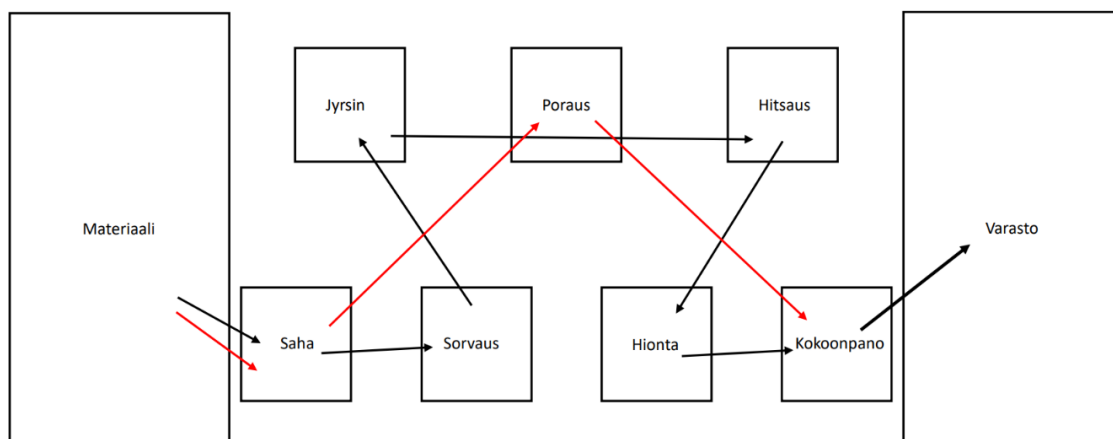 Jyrsin
Poraus
Hitsaus
Materiaali
Varasto
Saha
Sorvaus
Hionta
Kokoonpano